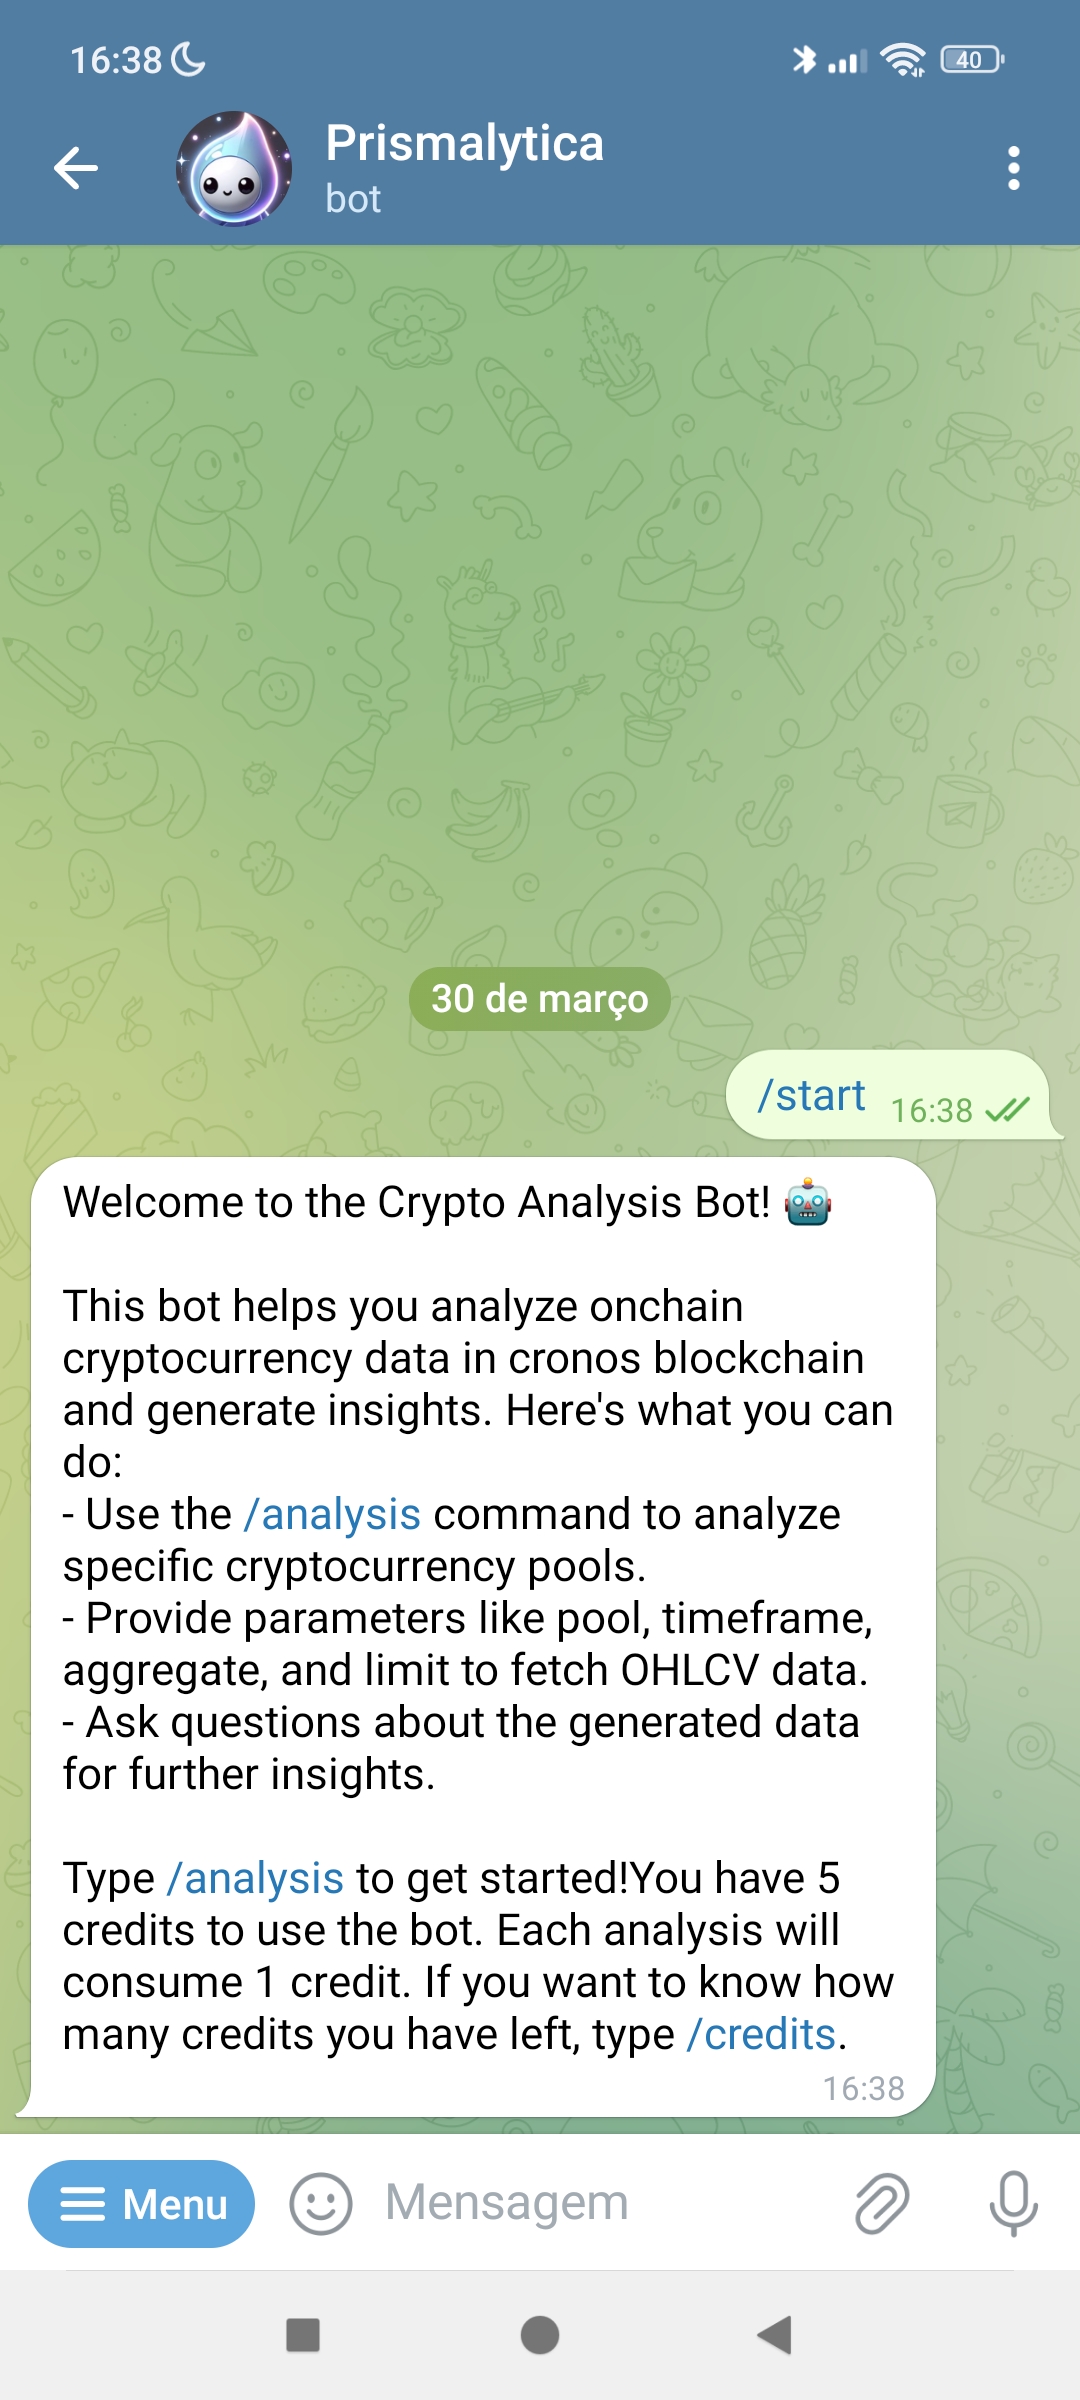 16:38
40
Prismalytica
bot
30 de março
/start 16:38
Welcome to the Crypto Analysis Bot! 🤖
This bot helps you analyze onchain
cryptocurrency data in cronos blockchain
and generate insights. Here's what you can
do:
- Use the /analysis command to analyze
specific cryptocurrency pools.
- Provide parameters like pool, timeframe,
aggregate, and limit to fetch OHLCV data.
- Ask questions about the generated data
for further insights.
Type /analysis to get started!You have 5
credits to use the bot. Each analysis will
consume 1 credit. If you want to know how
many credits you have left, type /credits.
16:38
Menu
Mensagem